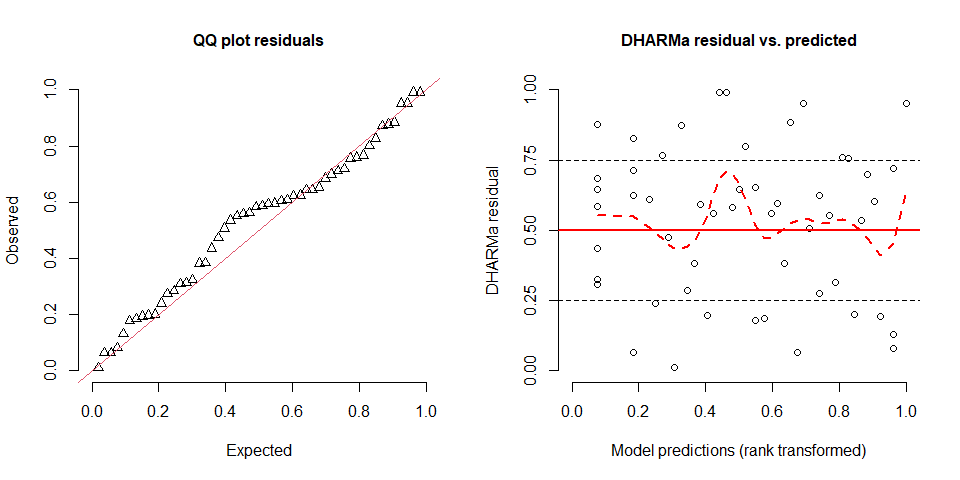 QQ plot residuals
Observed
0.0 0.2 0.4 0.6 0.8 1.0
0.0 0.2 0.4 0.6 0.8 1.0
Expected
DHARMa residual vs. predicted
DHARMa residual
0.00 0.25 0.50 0.75 1.00
0.0 0.2 0.4 0.6 0.8 1.0
Model predictions (rank transformed)